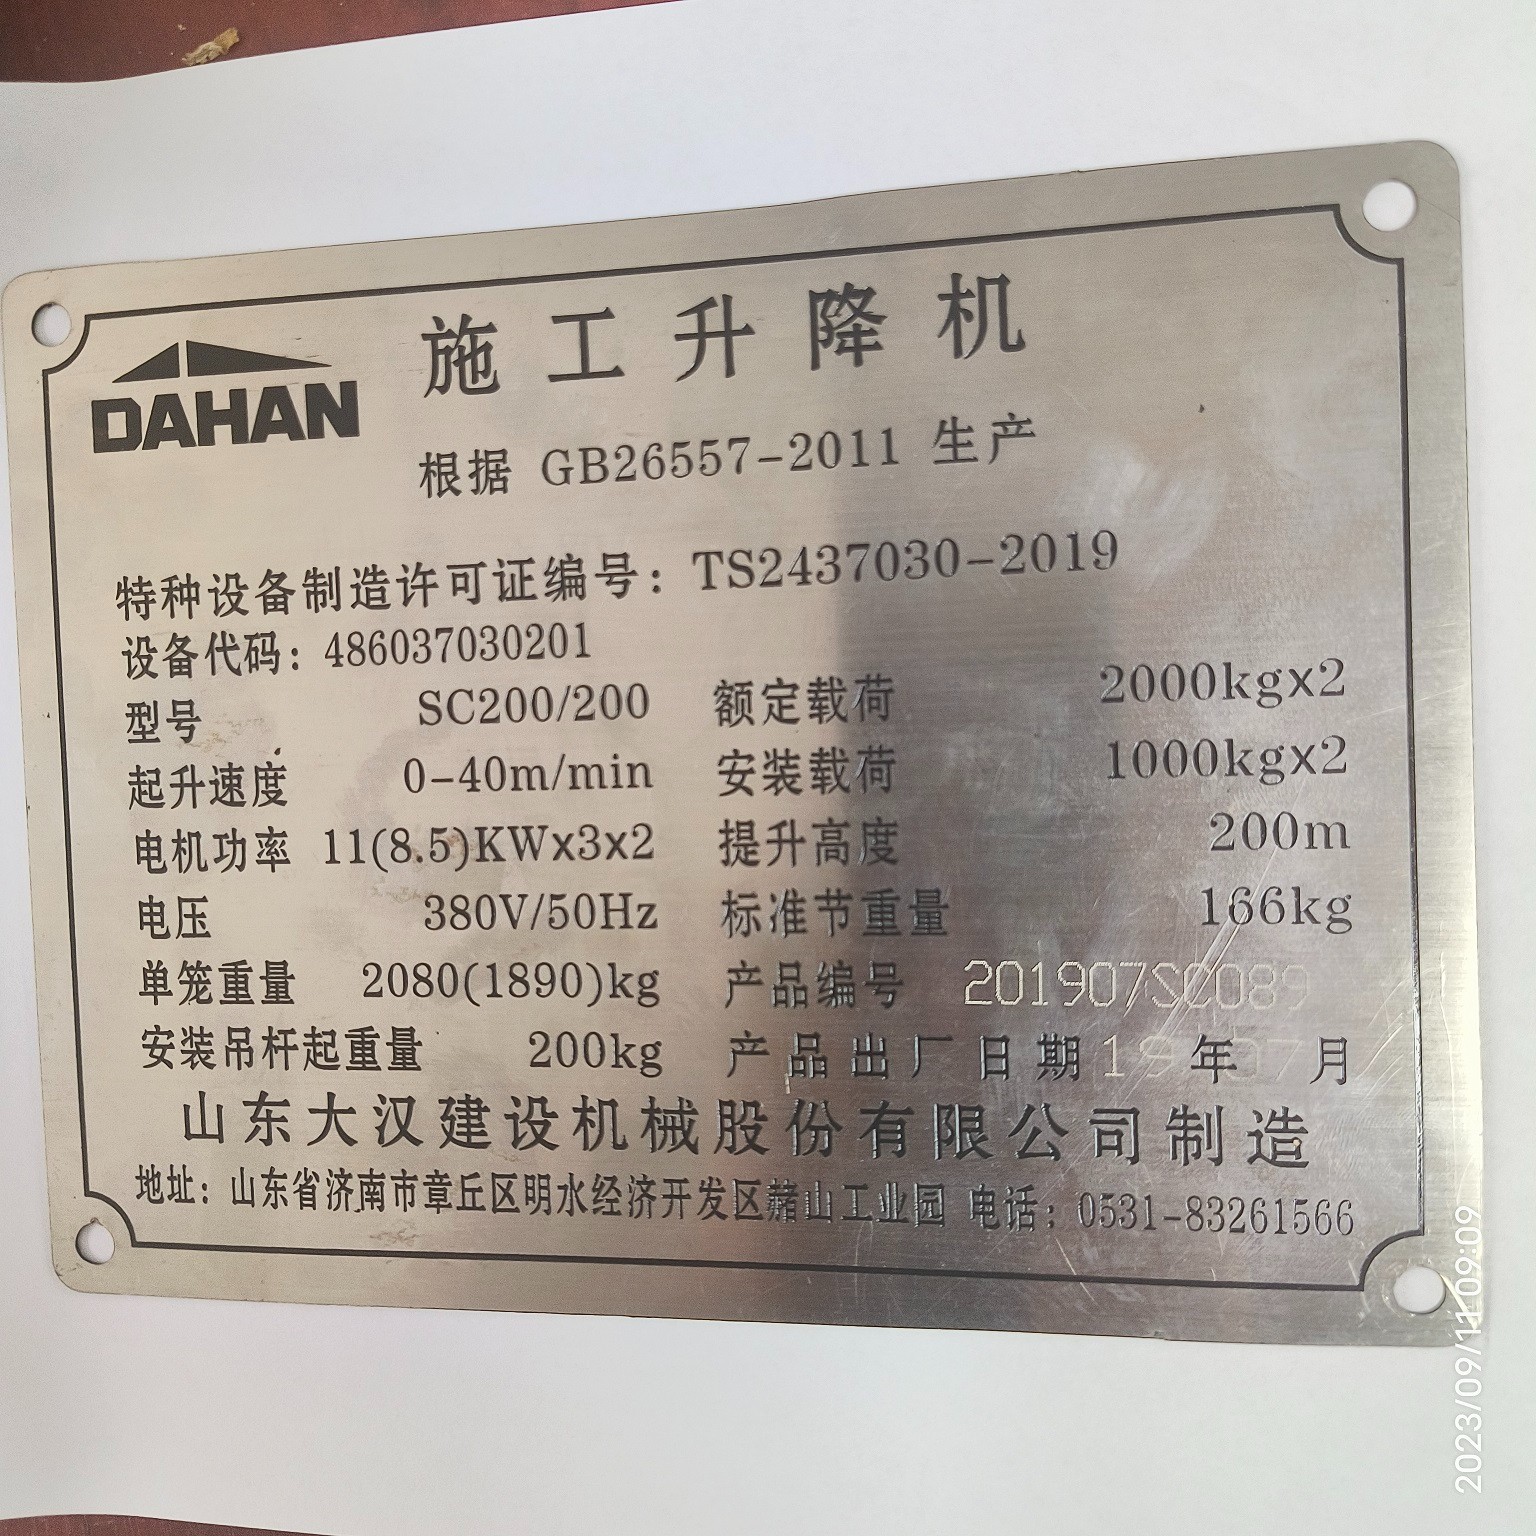 施工升降机
DAHAN
根据 GB26557-2011 生产
特种设备制造许可证编号：TS2437030-2019
设备代码：486037030201
型号 SC200/200 额定载荷 2000kgx2
起升速度 0-40m/min 安装载荷 1000kgx2
电机功率 11(8.5)KWx3x2 提升高度 200m
电压 380V/50Hz 标准节重量 166kg
单笼重量 2080(1890)kg 产品编号 201907SC089
安装吊杆起重量 200kg 产品出厂日期 19 年 07 月
山东大汉建设机械股份有限公司制造
地址：山东省济南市章丘区明水经济开发区赭山工业园 电话：0531-83261566
2023/09/11 09:09